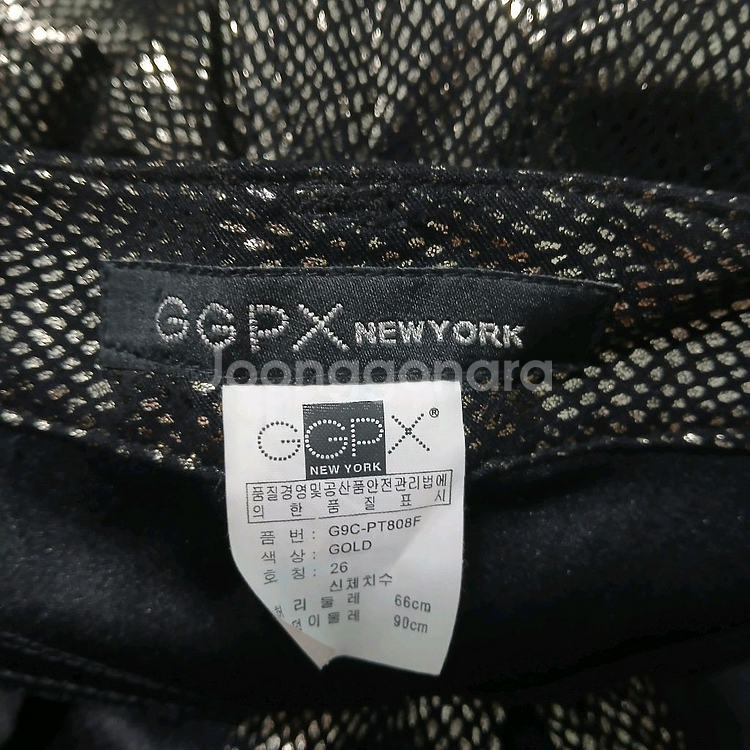 GGPX NEWYORK
Joonggonara
GGPX®
NEW YORK
품질경영및공산품안전관리법에
의 한 품 질 표 시
품 번 : G9C-PT808F
색 상 : GOLD
호 칭 : 26
신체치수
허리둘레 66cm
덩이둘레 90cm